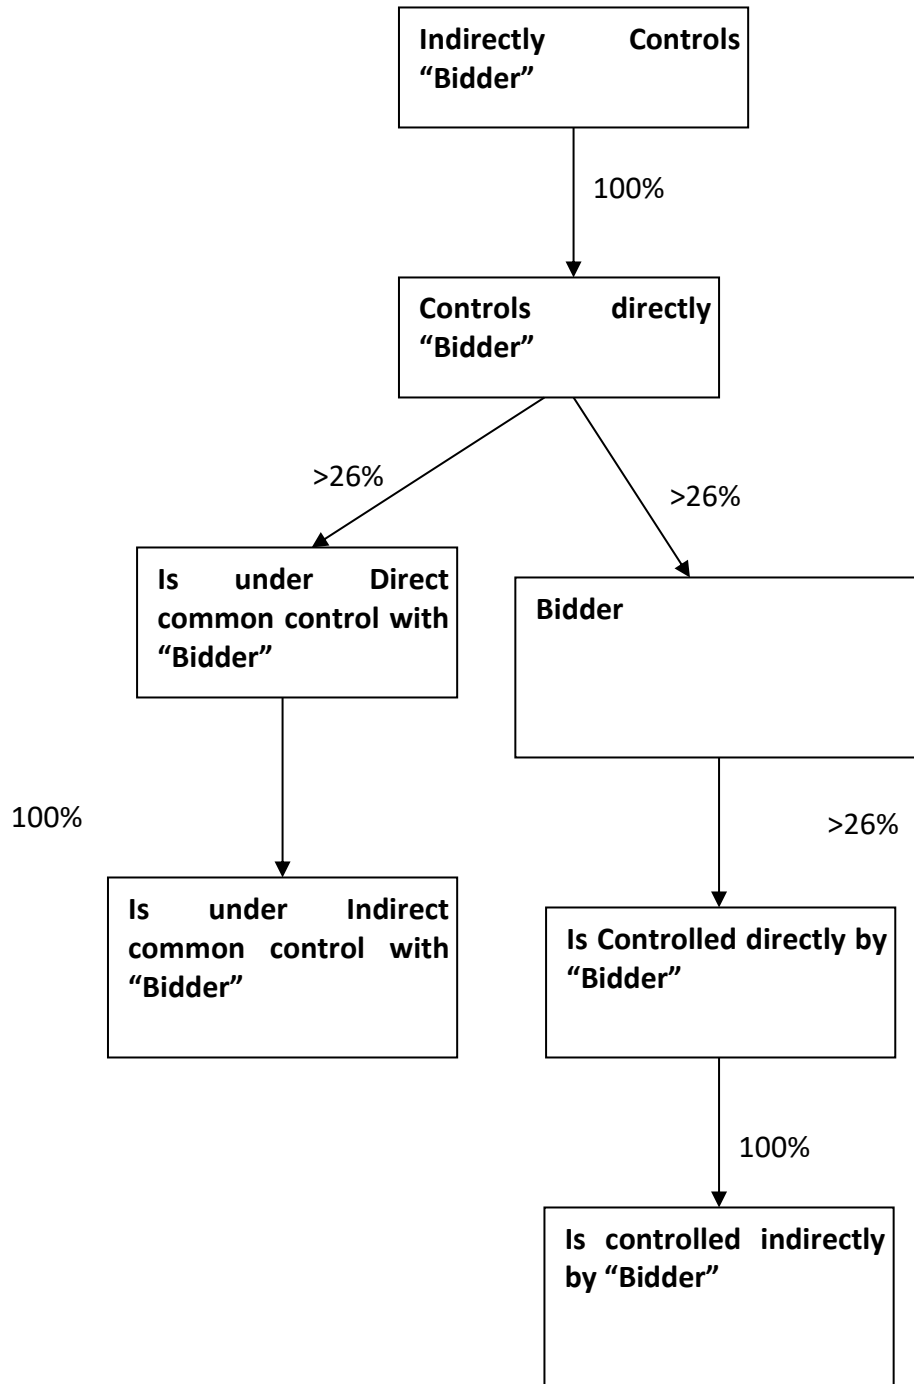 Indirectly Controls
“Bidder”
100%
Controls directly
“Bidder”
>26%
>26%
Is under Direct
common control with
“Bidder”
Bidder
100%
>26%
Is under Indirect
common control with
“Bidder”
Is Controlled directly by
“Bidder”
100%
Is controlled indirectly
by “Bidder”